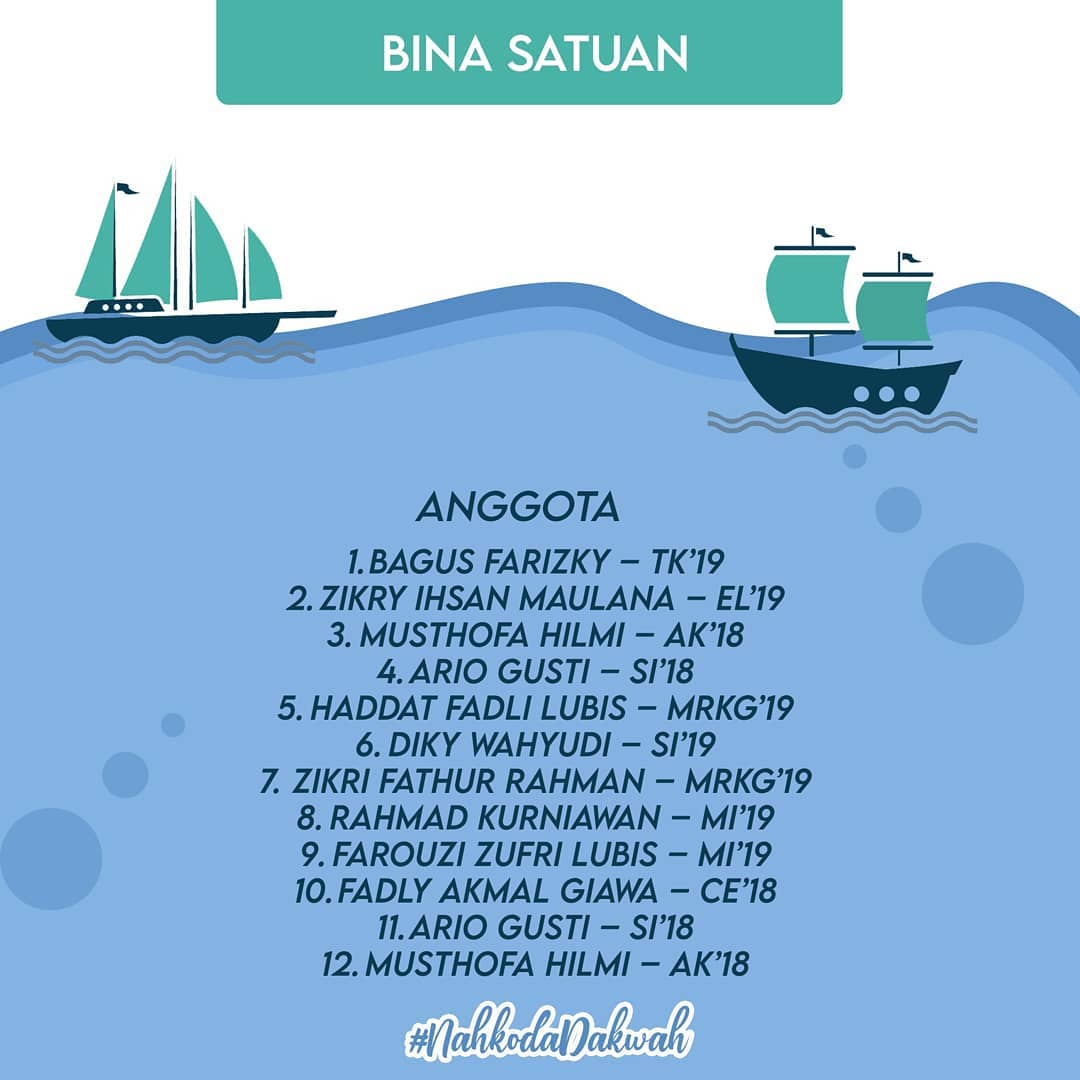 BINA SATUAN
ANGGOTA
1. BAGUS FARIZKY – TK'19
2. ZIKRY IHSAN MAULANA – EL'19
3. MUSTHOFA HILMI – AK'18
4. ARIO GUSTI – SI'18
5. HADDAT FADLI LUBIS – MRKG'19
6. DIKY WAHYUDI – SI'19
7. ZIKRI FATHUR RAHMAN – MRKG'19
8. RAHMAD KURNIAWAN – MI'19
9. FAROUZI ZUFRI LUBIS – MI'19
10. FADLY AKMAL GIAWA – CE'18
11. ARIO GUSTI – SI'18
12. MUSTHOFA HILMI – AK'18
#NahkodaDakwah